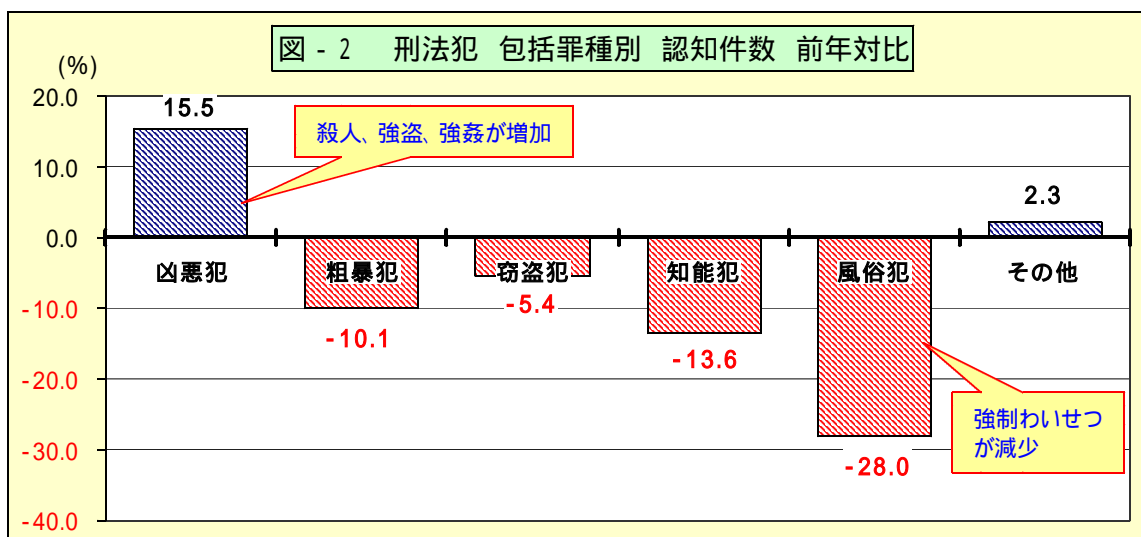 図 - 2 刑法犯 包括罪種別 認知件数 前年対比
(%)
20.0
15.5
殺人、強盗、強姦が増加
10.0
2.3
0.0
凶悪犯 粗暴犯 窃盗犯 知能犯 風俗犯 その他
-10.0
-10.1
-5.4
-13.6
-20.0
強制わいせつ
が減少
-30.0
-28.0
-40.0